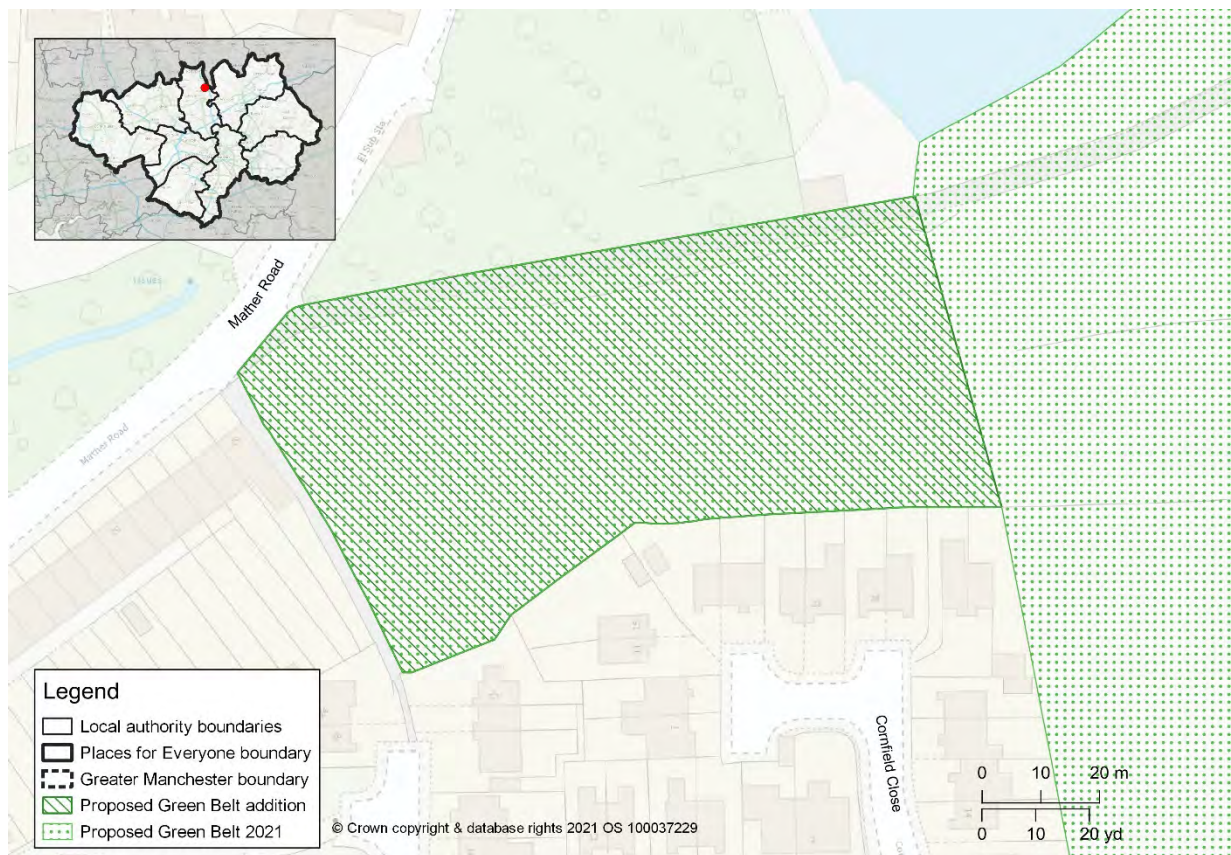 El Sub Sta
Mather Road
Issues
Mather Road
Cornfield Close
Legend
Local authority boundaries
Places for Everyone boundary
Greater Manchester boundary
Proposed Green Belt addition
Proposed Green Belt 2021
© Crown copyright & database rights 2021 OS 100037229
0 10 20 m
0 10 20 yd